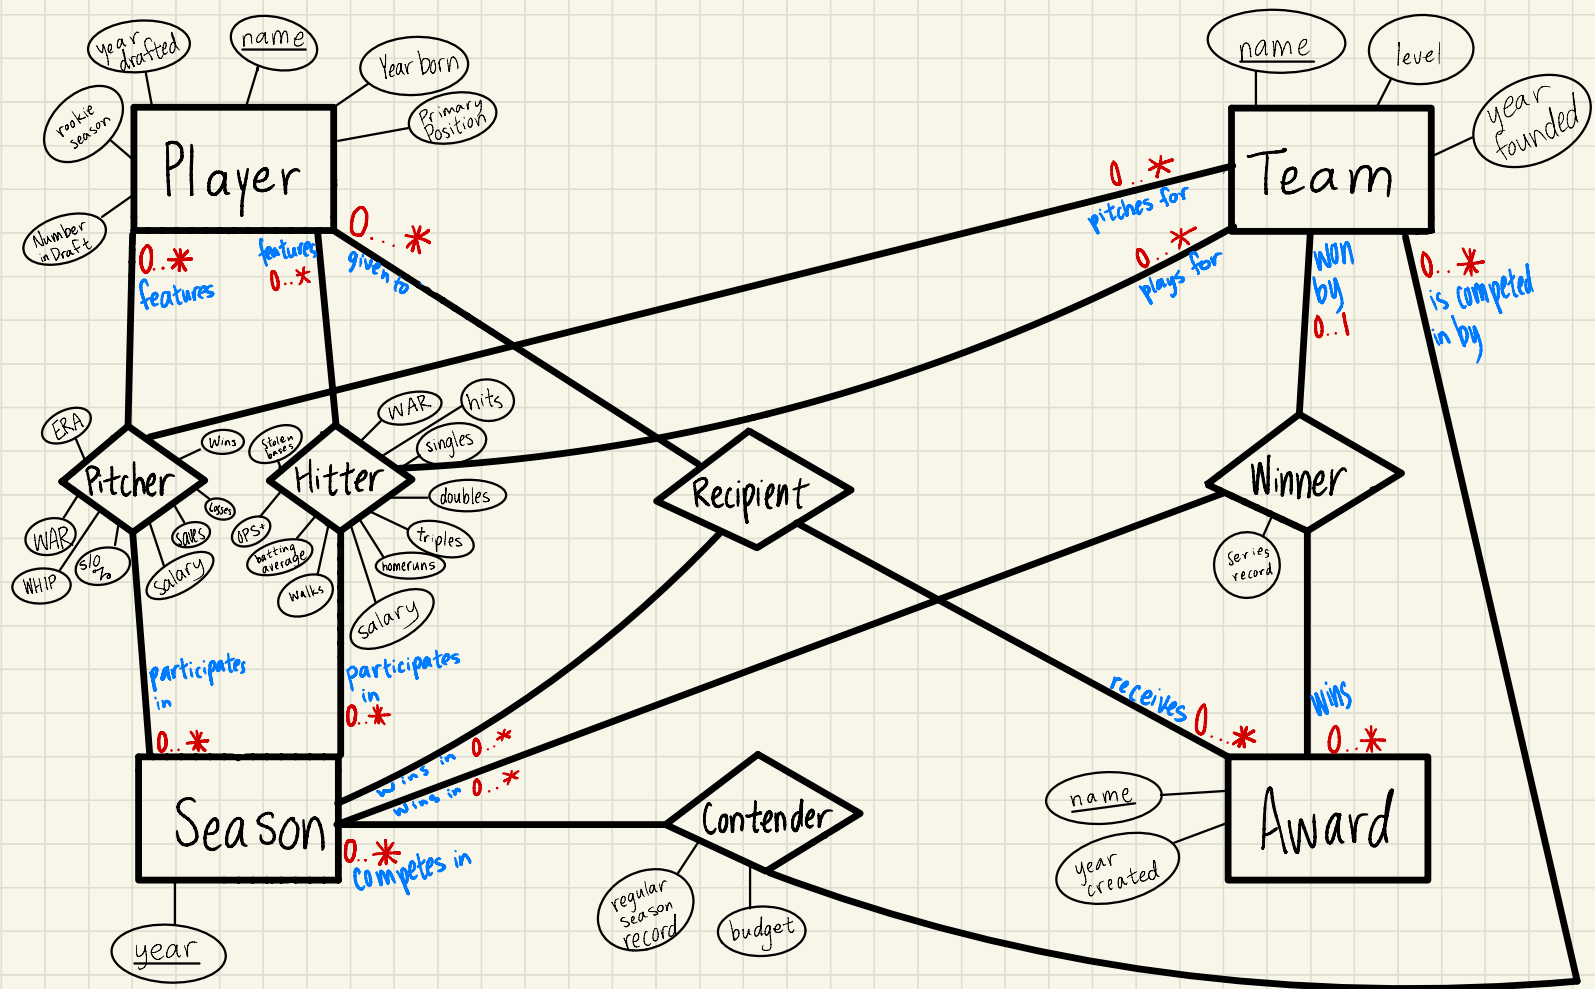 year
drafted
name
Year born
Primary
Position
rookie
season
Number
in Draft
Player
0..*
features
features
0..*
0...*
given to
name
level
year
founded
Team
0..*
pitches for
0..*
plays for
won
by
0..1
0..*
is competed
in by
ERA
Wins
Pitcher
Losses
saves
salary
S/O
%
WAR
WHIP
Stolen
bases
WAR
hits
singles
Hitter
doubles
triples
homeruns
salary
walks
batting
average
OPS+
Recipient
Winner
series
record
participates
in
0..*
participates
in
0..*
receives
0...*
wins
0..*
wins in 0..*
wins in 0..*
Season
0..*
competes in
year
Contender
regular
season
record
budget
name
year
created
Award